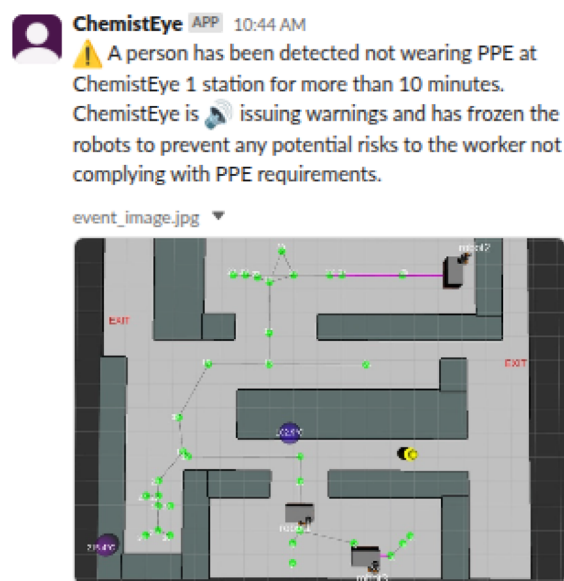 ChemistEye APP 10:44 AM
⚠️ A person has been detected not wearing PPE at
ChemistEye 1 station for more than 10 minutes.
ChemistEye is 🔊 issuing warnings and has frozen the
robots to prevent any potential risks to the worker not
complying with PPE requirements.
event_image.jpg
EXIT
EXIT